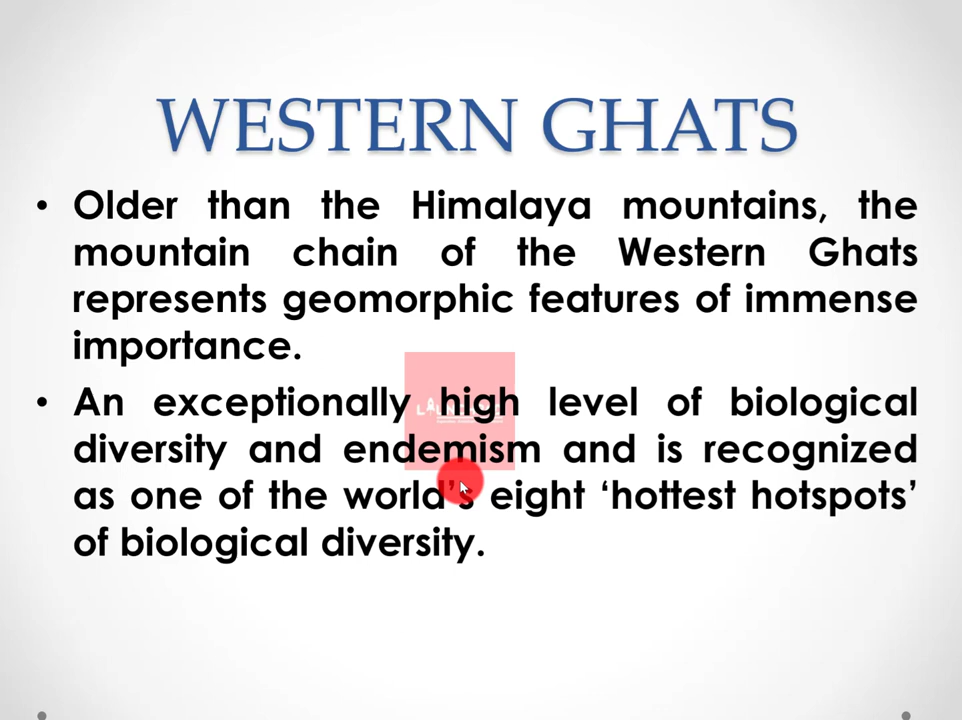 WESTERN GHATS
• Older than the Himalaya mountains, the
mountain chain of the Western Ghats
represents geomorphic features of immense
importance.
• An exceptionally high level of biological
diversity and endemism and is recognized
as one of the world’s eight ‘hottest hotspots’
of biological diversity.